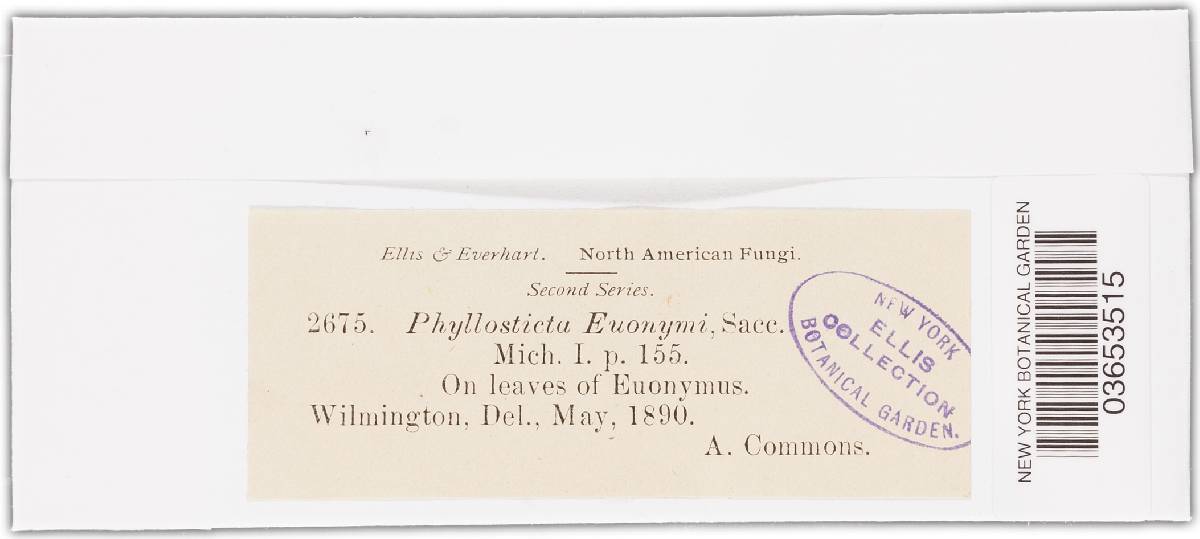 Ellis & Everhart. North American Fungi.
Second Series.
2675. Phyllosticta Euonymi, Sacc.
Mich. I. p. 155.
On leaves of Euonymus.
Wilmington, Del., May, 1890.
A. Commons.
NEW YORK
ELLIS
COLLECTION
BOTANICAL GARDEN.
NEW YORK BOTANICAL GARDEN
03653515